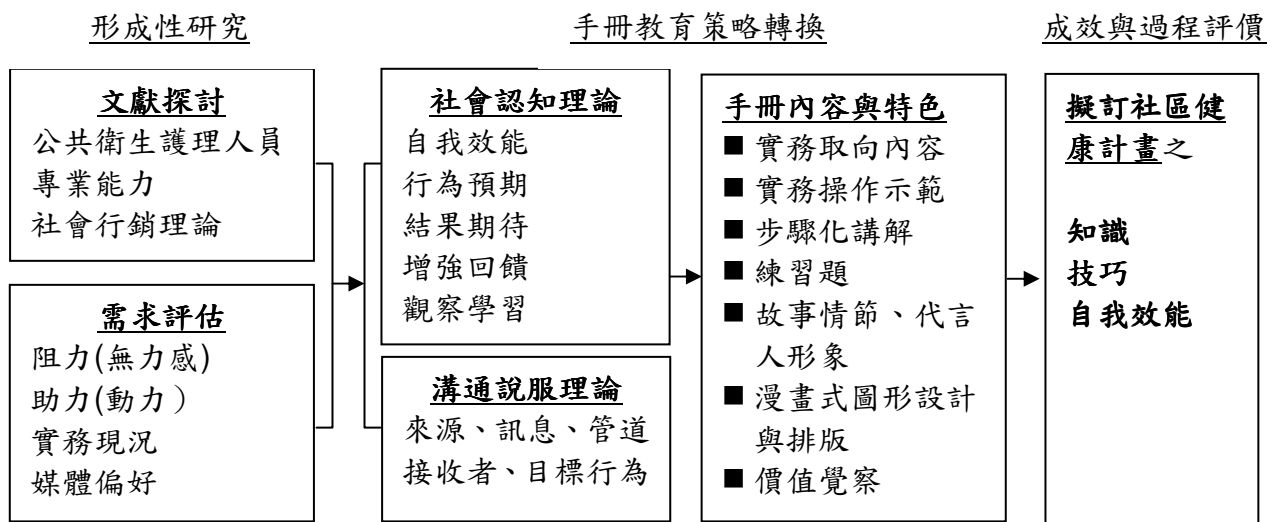 形成性研究
手冊教育策略轉換
成效與過程評價
文獻探討
公共衛生護理人員
專業能力
社會行銷理論
需求評估
阻力(無力感)
助力(動力）
實務現況
媒體偏好
社會認知理論
自我效能
行為預期
結果期待
增強回饋
觀察學習
溝通說服理論
來源、訊息、管道
接收者、目標行為
手冊內容與特色
■ 實務取向內容
■ 實務操作示範
■ 步驟化講解
■ 練習題
■ 故事情節、代言
人形象
■ 漫畫式圖形設計
與排版
■ 價值覺察
擬訂社區健
康計畫之
知識
技巧
自我效能